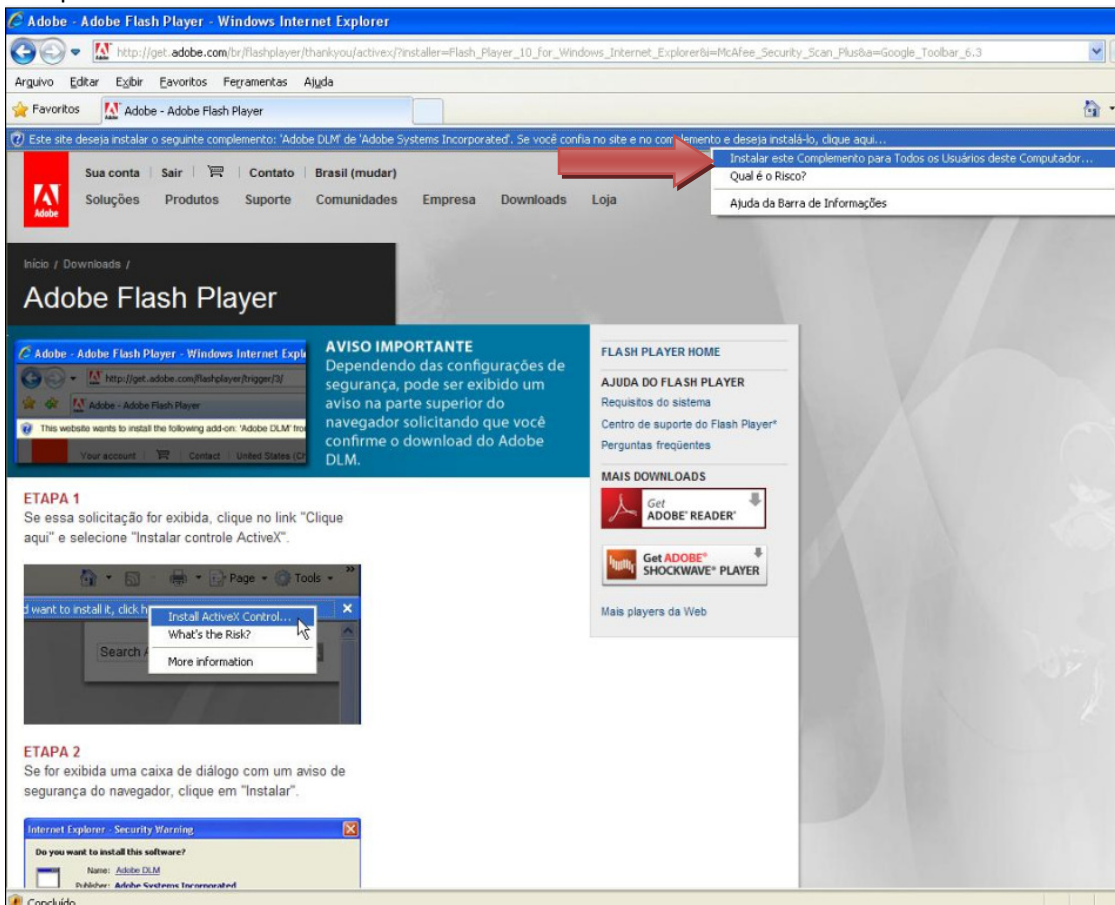 Adobe - Adobe Flash Player - Windows Internet Explorer
http://get.adobe.com/br/flashplayer/thankyou/activex/?installer=Flash_Player_10_for_Windows_Internet_Explorer&i=McAfee_Security_Scan_Plus&a=Google_Toolbar_6.3
Arquivo Editar Exibir Favoritos Ferramentas Ajuda
Favoritos Adobe - Adobe Flash Player
Este site deseja instalar o seguinte complemento: 'Adobe DLM' de 'Adobe Systems Incorporated'. Se você confia no site e no complemento e deseja instalá-lo, clique aqui...
Instalar este Complemento para Todos os Usuários deste Computador...
Qual é o Risco?
Ajuda da Barra de Informações
Sua conta Sair Contato Brasil (mudar)
Adobe
Soluções Produtos Suporte Comunidades Empresa Downloads Loja
Início / Downloads /
Adobe Flash Player
Adobe - Adobe Flash Player - Windows Internet Expl
http://get.adobe.com/flashplayer/trigger/3/
Adobe - Adobe Flash Player
This website wants to install the following add-on: 'Adobe DLM' from
Your account Contact United States (Ch
AVISO IMPORTANTE
Dependendo das configurações de
segurança, pode ser exibido um
aviso na parte superior do
navegador solicitando que você
confirme o download do Adobe
DLM.
FLASH PLAYER HOME
AJUDA DO FLASH PLAYER
Requisitos do sistema
Centro de suporte do Flash Player*
Perguntas freqüentes
MAIS DOWNLOADS
Get
ADOBE® READER®
Get ADOBE®
SHOCKWAVE® PLAYER
Mais players da Web
ETAPA 1
Se essa solicitação for exibida, clique no link "Clique
aqui" e selecione "Instalar controle ActiveX".
Page Tools
d want to install it, click h
Install ActiveX Control...
What's the Risk?
More information
Search
ETAPA 2
Se for exibida uma caixa de diálogo com um aviso de
segurança do navegador, clique em "Instalar".
Internet Explorer - Security Warning
Do you want to install this software?
Name: Adobe DLM
Publisher: Adobe Systems Incorporated
Concluído